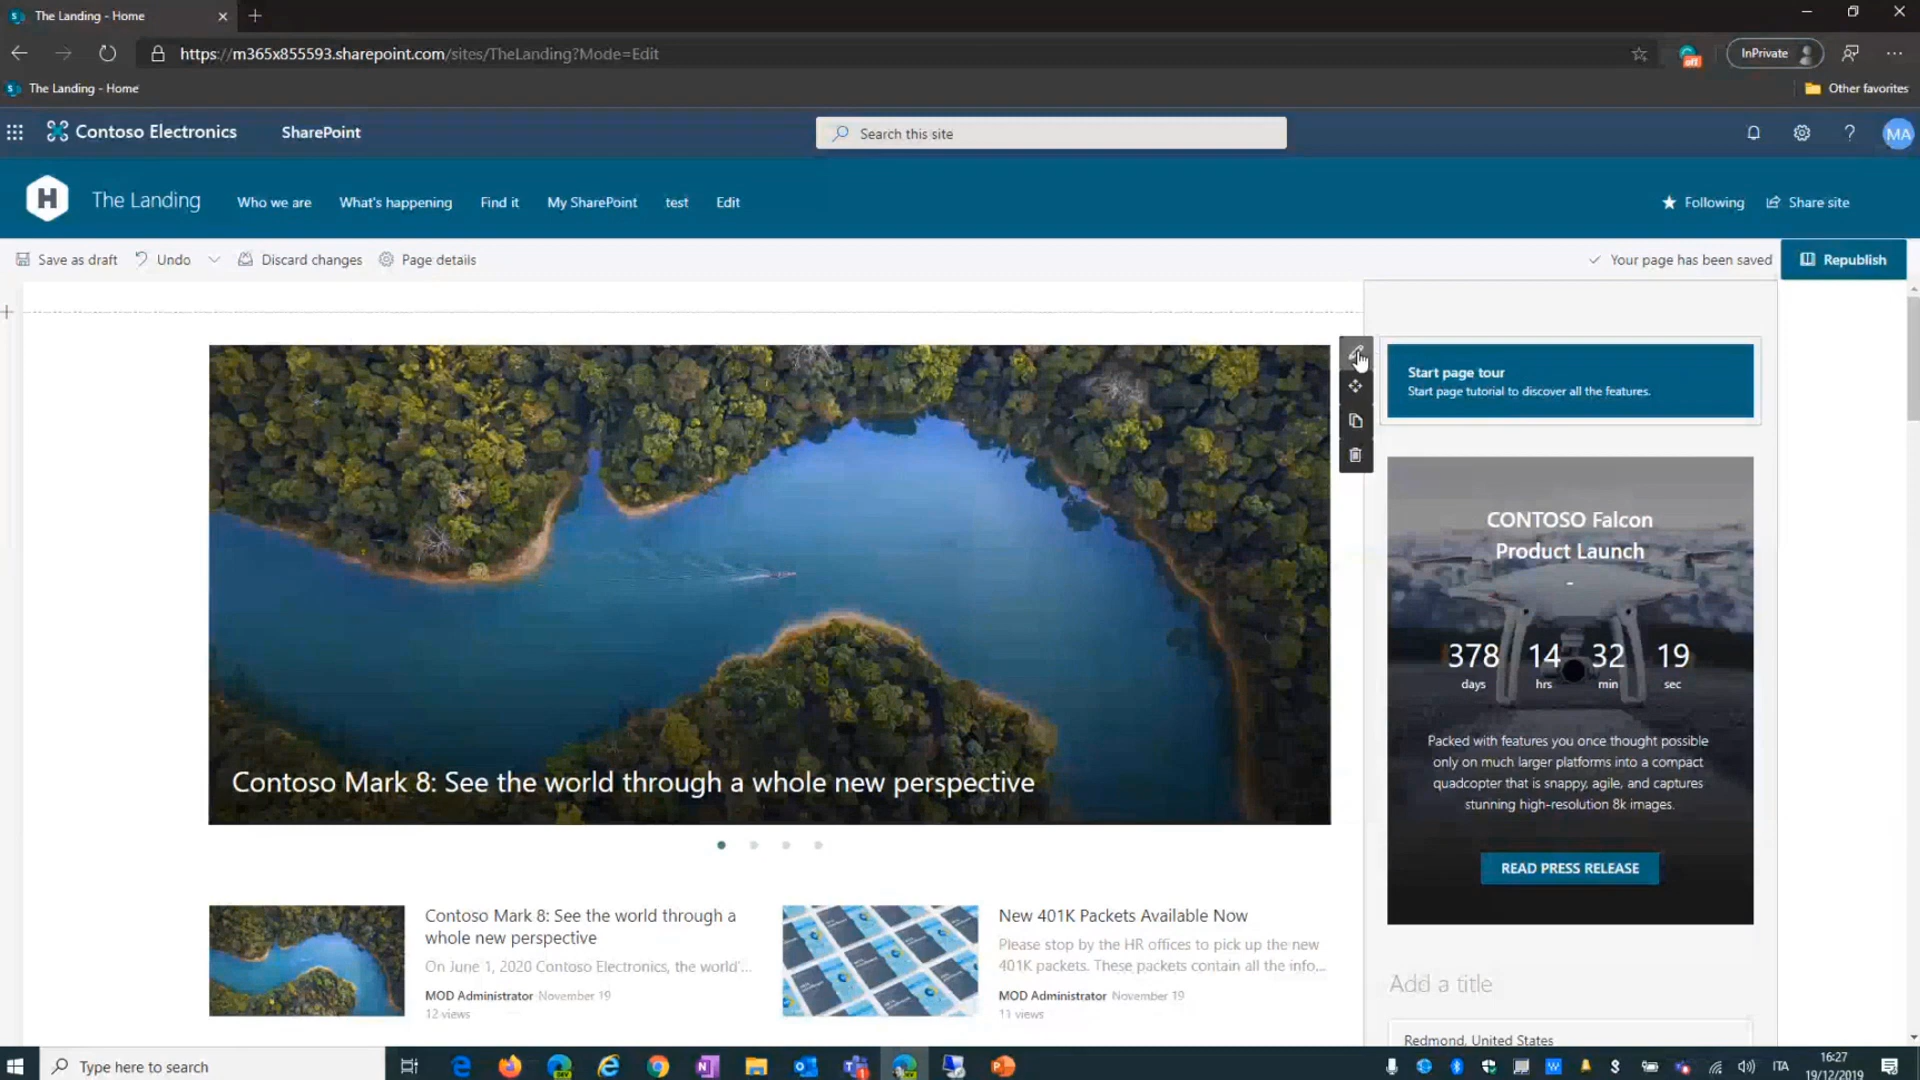 The Landing - Home
https://m365x855593.sharepoint.com/sites/TheLanding?Mode=Edit
off
InPrivate
The Landing - Home
Other favorites
Contoso Electronics
SharePoint
Search this site
?
MA
H
The Landing
Who we are
What's happening
Find it
My SharePoint
test
Edit
Following
Share site
Save as draft
Undo
Discard changes
Page details
Your page has been saved
Republish
Start page tour
Start page tutorial to discover all the features.
CONTOSO Falcon
Product Launch
378 14 32 19
days hrs min sec
Packed with features you once thought possible
only on much larger platforms into a compact
quadcopter that is snappy, agile, and captures
stunning high-resolution 8k images.
READ PRESS RELEASE
Contoso Mark 8: See the world through a whole new perspective
Contoso Mark 8: See the world through a
whole new perspective
On June 1, 2020 Contoso Electronics, the world'...
MOD Administrator November 19
12 views
New 401K Packets Available Now
Please stop by the HR offices to pick up the new
401K packets. These packets contain all the info...
MOD Administrator November 19
11 views
Add a title
Redmond, United States
Type here to search
ITA
16:27
19/12/2019